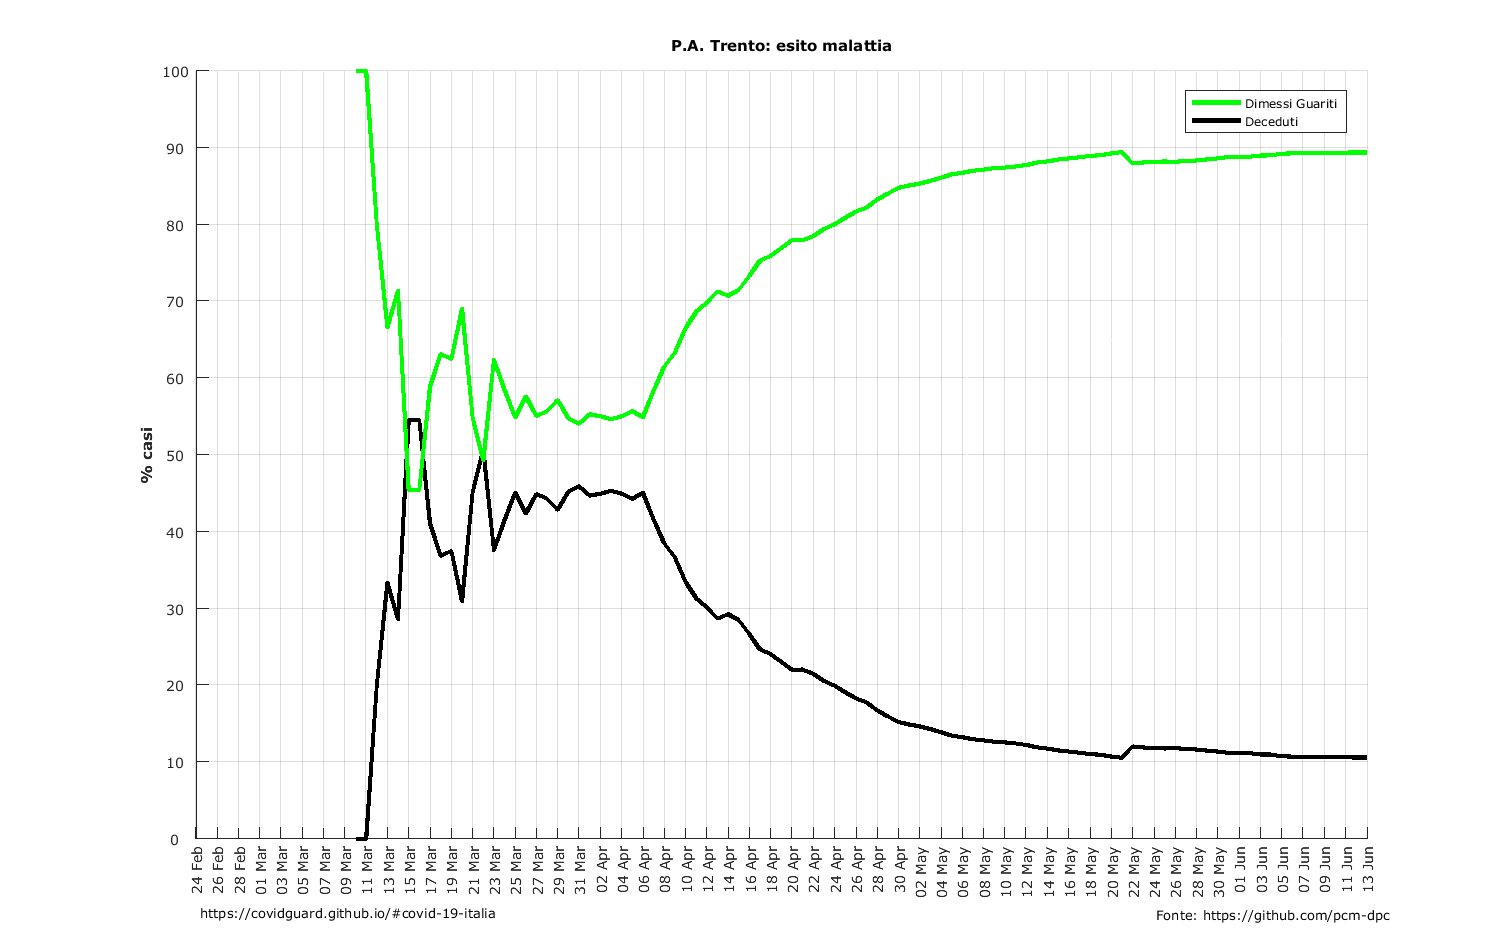 P.A. Trento: esito malattia
Dimessi Guariti
Deceduti
% casi
100
90
80
70
60
50
40
30
20
10
0
24 Feb
26 Feb
28 Feb
01 Mar
03 Mar
05 Mar
07 Mar
09 Mar
11 Mar
13 Mar
15 Mar
17 Mar
19 Mar
21 Mar
23 Mar
25 Mar
27 Mar
29 Mar
31 Mar
02 Apr
04 Apr
06 Apr
08 Apr
10 Apr
12 Apr
14 Apr
16 Apr
18 Apr
20 Apr
22 Apr
24 Apr
26 Apr
28 Apr
30 Apr
02 May
04 May
06 May
08 May
10 May
12 May
14 May
16 May
18 May
20 May
22 May
24 May
26 May
28 May
30 May
01 Jun
03 Jun
05 Jun
07 Jun
09 Jun
11 Jun
13 Jun
https://covidguard.github.io/#covid-19-italia
Fonte: https://github.com/pcm-dpc